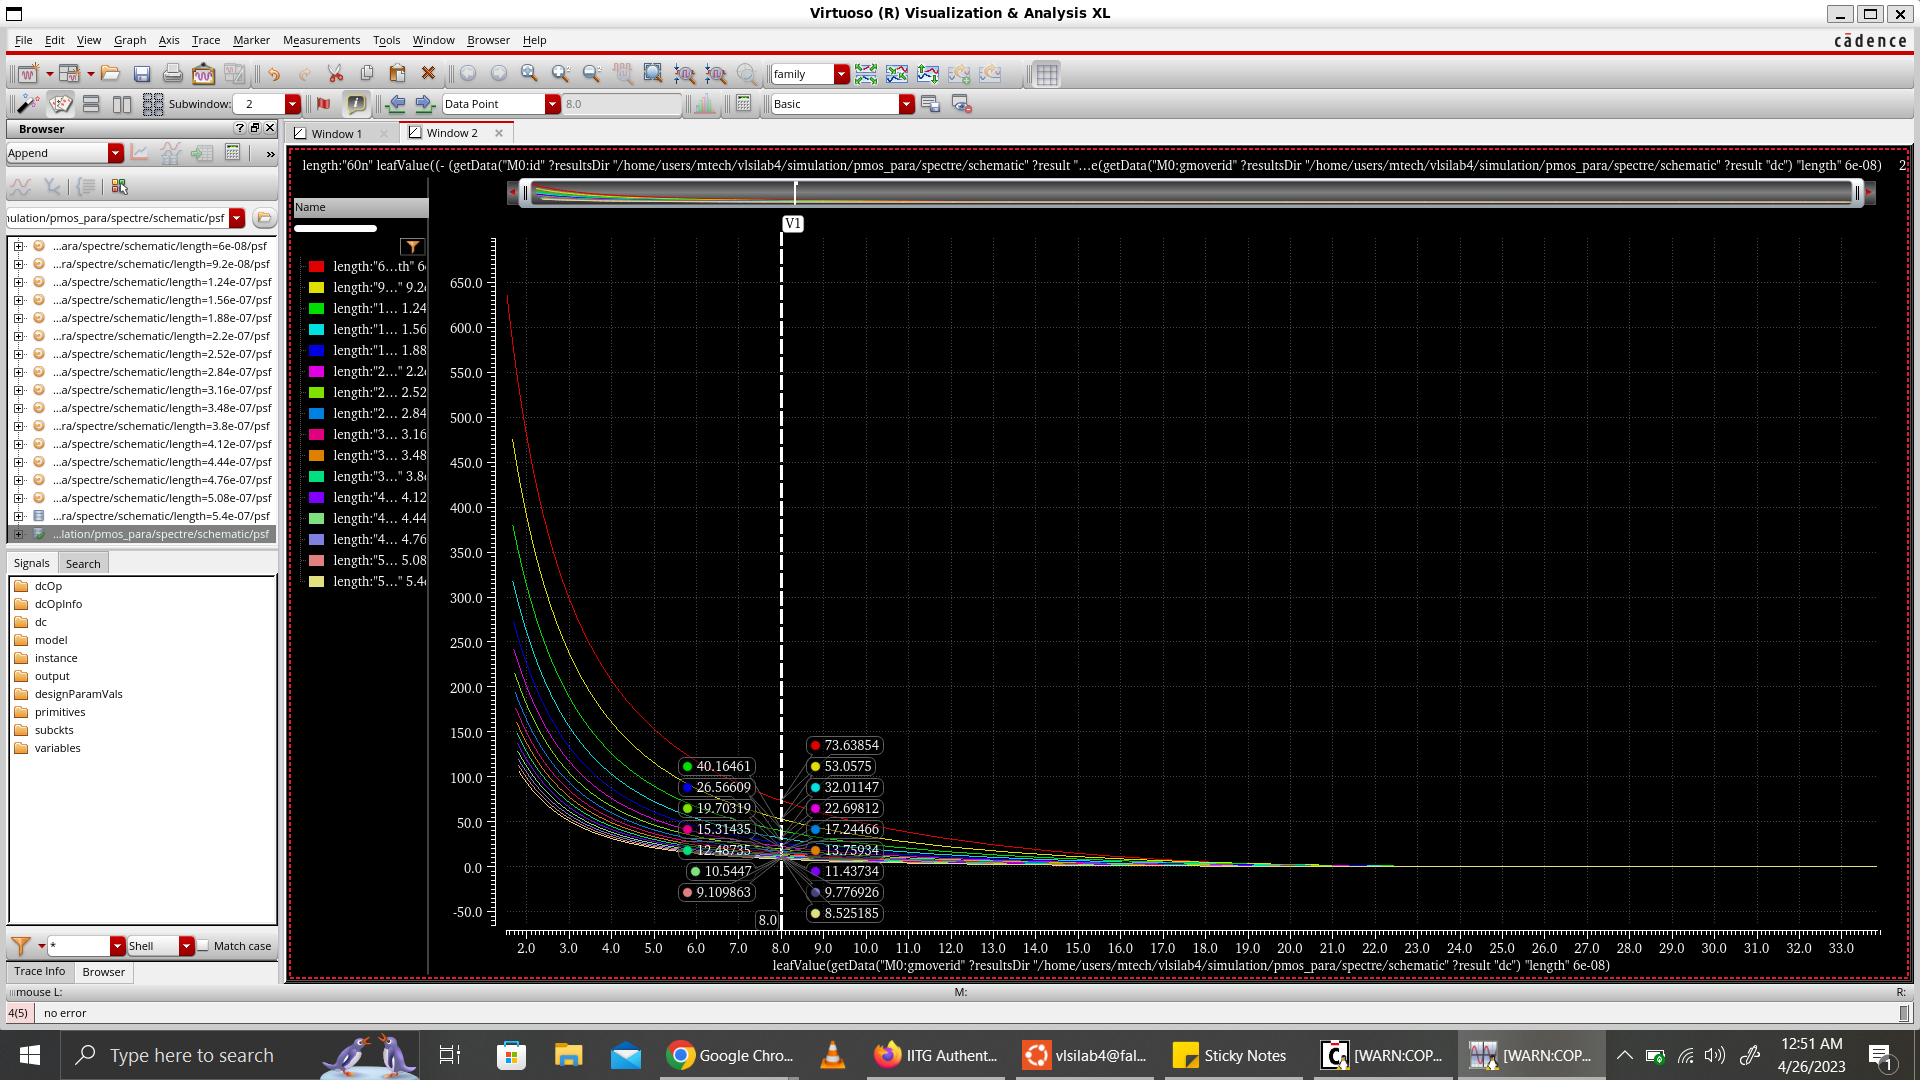 Virtuoso (R) Visualization & Analysis XL
File Edit View Graph Axis Trace Marker Measurements Tools Window Browser Help
cādence
family
Subwindow: 2
Data Point
8.0
Basic
Browser
Window 1
Window 2
Append
ulation/pmos_para/spectre/schematic/psf
...ara/spectre/schematic/length=6e-08/psf
...ra/spectre/schematic/length=9.2e-08/psf
...a/spectre/schematic/length=1.24e-07/psf
...a/spectre/schematic/length=1.56e-07/psf
...a/spectre/schematic/length=1.88e-07/psf
...ra/spectre/schematic/length=2.2e-07/psf
...a/spectre/schematic/length=2.52e-07/psf
...a/spectre/schematic/length=2.84e-07/psf
...a/spectre/schematic/length=3.16e-07/psf
...a/spectre/schematic/length=3.48e-07/psf
...ra/spectre/schematic/length=3.8e-07/psf
...a/spectre/schematic/length=4.12e-07/psf
...a/spectre/schematic/length=4.44e-07/psf
...a/spectre/schematic/length=4.76e-07/psf
...a/spectre/schematic/length=5.08e-07/psf
...ra/spectre/schematic/length=5.4e-07/psf
...lation/pmos_para/spectre/schematic/psf
Signals Search
dcOp
dcOpInfo
dc
model
instance
output
designParamVals
primitives
subckts
variables
* Shell Match case
Trace Info Browser
length:"60n" leafValue((- (getData("M0:id" ?resultsDir "/home/users/mtech/vlsilab4/simulation/pmos_para/spectre/schematic" ?result "...e(getData("M0:gmoverid" ?resultsDir "/home/users/mtech/vlsilab4/simulation/pmos_para/spectre/schematic" ?result "dc") "length" 6e-08) 2
Name
length:"6...th" 6
length:"9..." 9.2
length:"1... 1.24
length:"1... 1.56
length:"1... 1.88
length:"2..." 2.2
length:"2... 2.52
length:"2... 2.84
length:"3... 3.16
length:"3... 3.48
length:"3..." 3.8
length:"4... 4.12
length:"4... 4.44
length:"4... 4.76
length:"5... 5.08
length:"5..." 5.4
V1
650.0
600.0
550.0
500.0
450.0
400.0
350.0
300.0
250.0
200.0
150.0
100.0
50.0
0.0
-50.0
73.63854
40.16461 53.0575
26.56609 32.01147
19.70319 22.69812
15.31435 17.24466
12.48735 13.75934
10.5447 11.43734
9.109863 9.776926
8.0 8.525185
2.0 3.0 4.0 5.0 6.0 7.0 8.0 9.0 10.0 11.0 12.0 13.0 14.0 15.0 16.0 17.0 18.0 19.0 20.0 21.0 22.0 23.0 24.0 25.0 26.0 27.0 28.0 29.0 30.0 31.0 32.0 33.0
leafValue(getData("M0:gmoverid" ?resultsDir "/home/users/mtech/vlsilab4/simulation/pmos_para/spectre/schematic" ?result "dc") "length" 6e-08)
mouse L: M: R:
4(5) no error
Type here to search
Google Chro...
IITG Authent...
vlsilab4@fal...
Sticky Notes
[WARN:COP...
[WARN:COP...
12:51 AM
4/26/2023
1